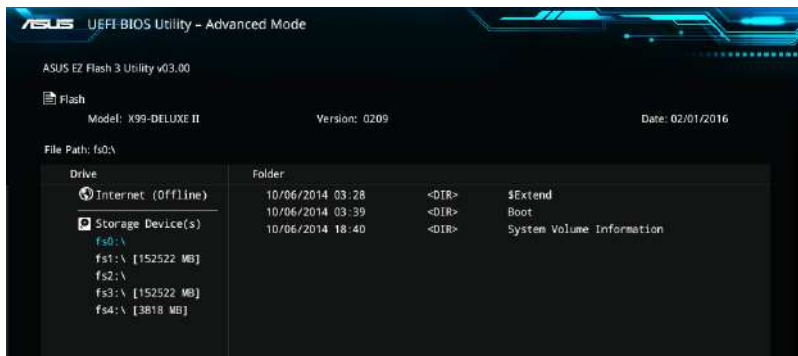 ASUS UEFI BIOS Utility – Advanced Mode
ASUS EZ Flash 3 Utility v03.00
Flash
Model: X99-DELUXE II Version: 0209 Date: 02/01/2016
File Path: fs0:\
Drive Folder
Internet (Offline) 10/06/2014 03:28 <DIR> $Extend
10/06/2014 03:39 <DIR> Boot
Storage Device(s) 10/06/2014 18:40 <DIR> System Volume Information
fs0:\
fs1:\ [152522 MB]
fs2:\
fs3:\ [152522 MB]
fs4:\ [3818 MB]